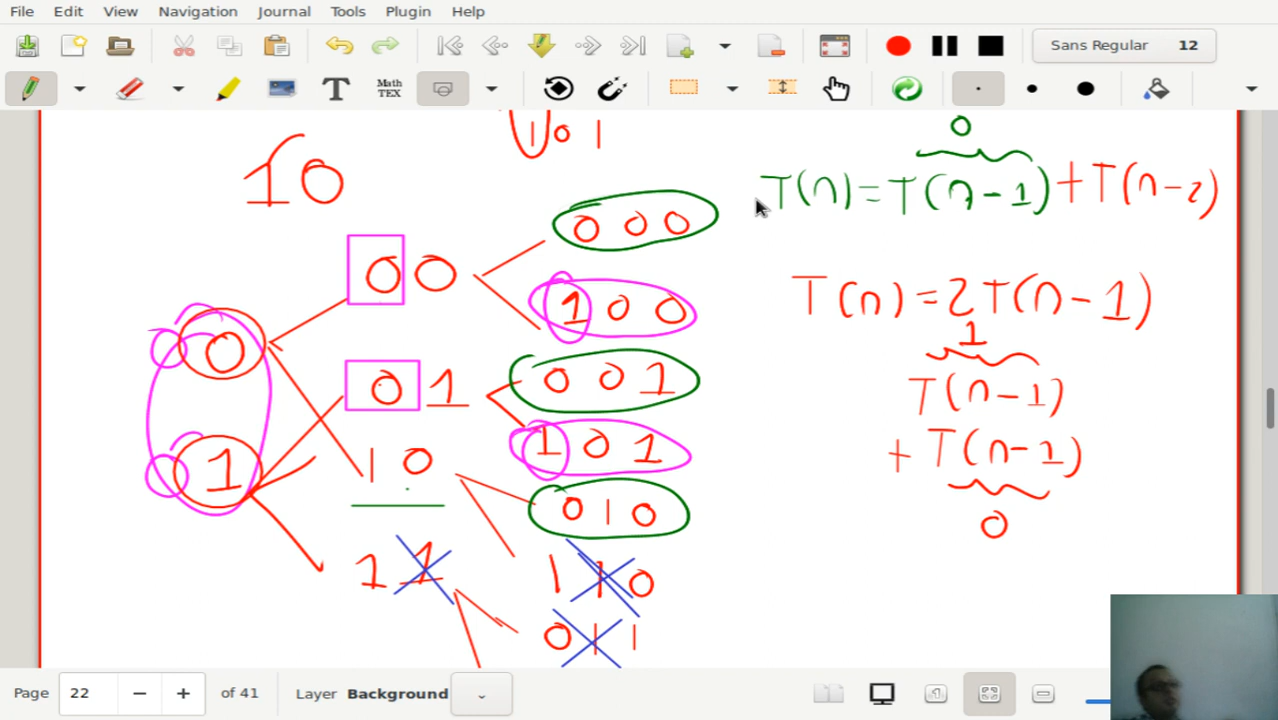 File Edit View Navigation Journal Tools Plugin Help
Sans Regular 12
T
Math
TEX
101
10
0
T(n)=T(n-1)+T(n-2)
000
00
100
T(n)=2T(n-1)
0
1
001
01
T(n-1)
101
+T(n-1)
1
10
010
0
11
110
011
Page 22 - + of 41 Layer Background